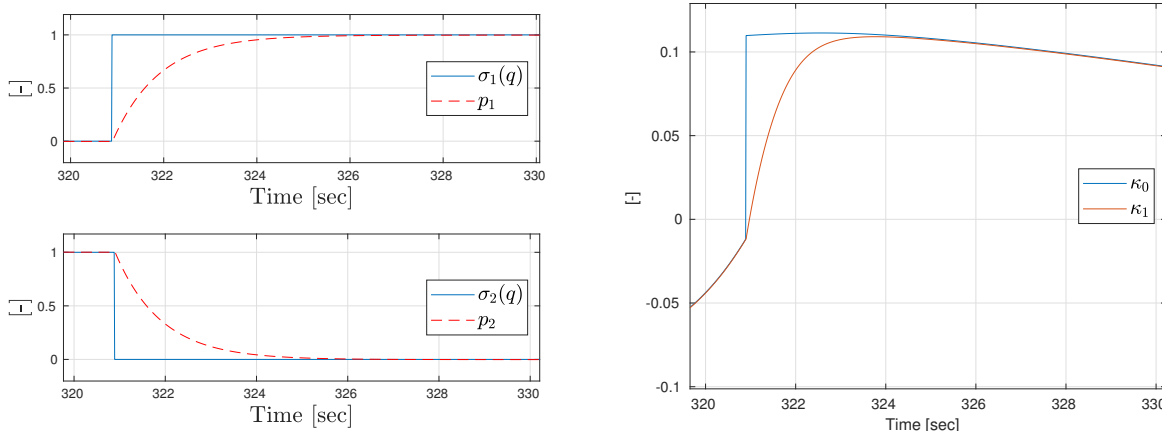 1
0.5
0
[-]
σ₁(q)
p₁
320 322 324 326 328 330
Time [sec]
1
0.5
0
[-]
σ₂(q)
p₂
320 322 324 326 328 330
Time [sec]
0.1
0.05
0
-0.05
-0.1
[-]
κ₀
κ₁
320 322 324 326 328 330
Time [sec]